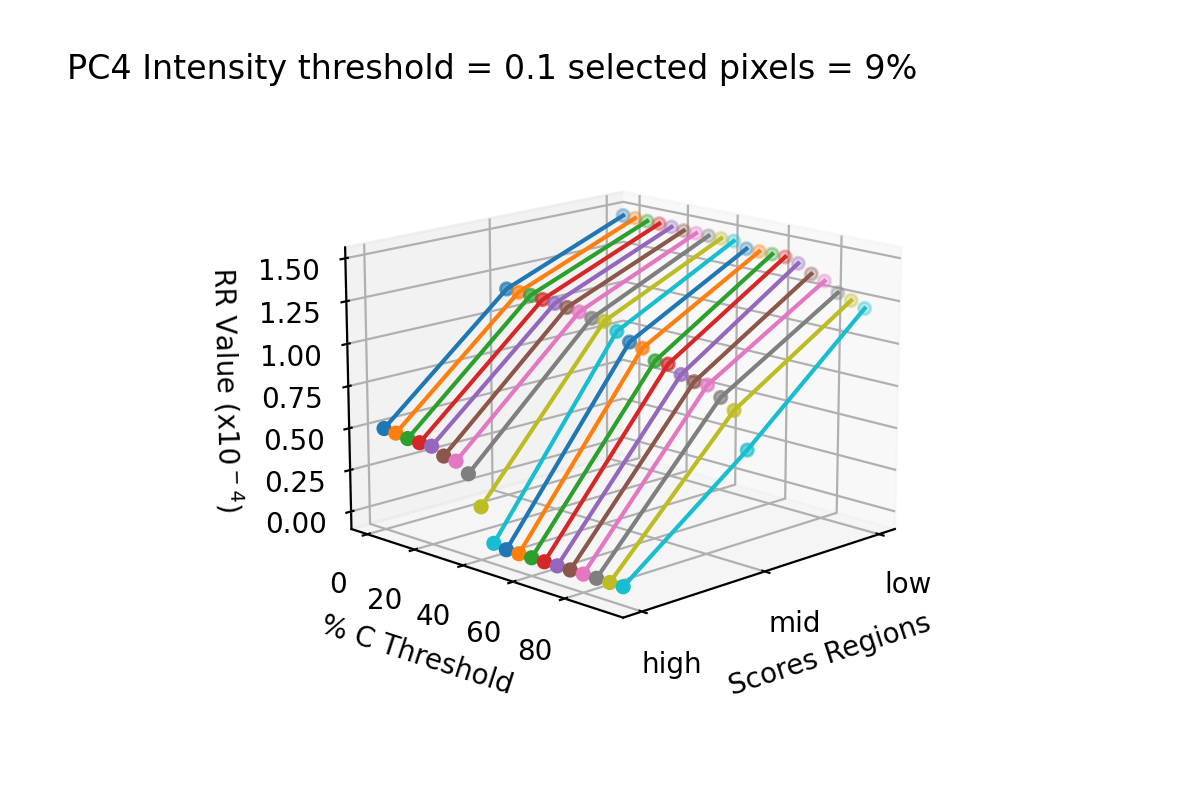 PC4 Intensity threshold = 0.1 selected pixels = 9%
RR Value (x10⁻⁴)
1.50
1.25
1.00
0.75
0.50
0.25
0.00
0
20
40
60
80
% C Threshold
high
mid
low
Scores Regions